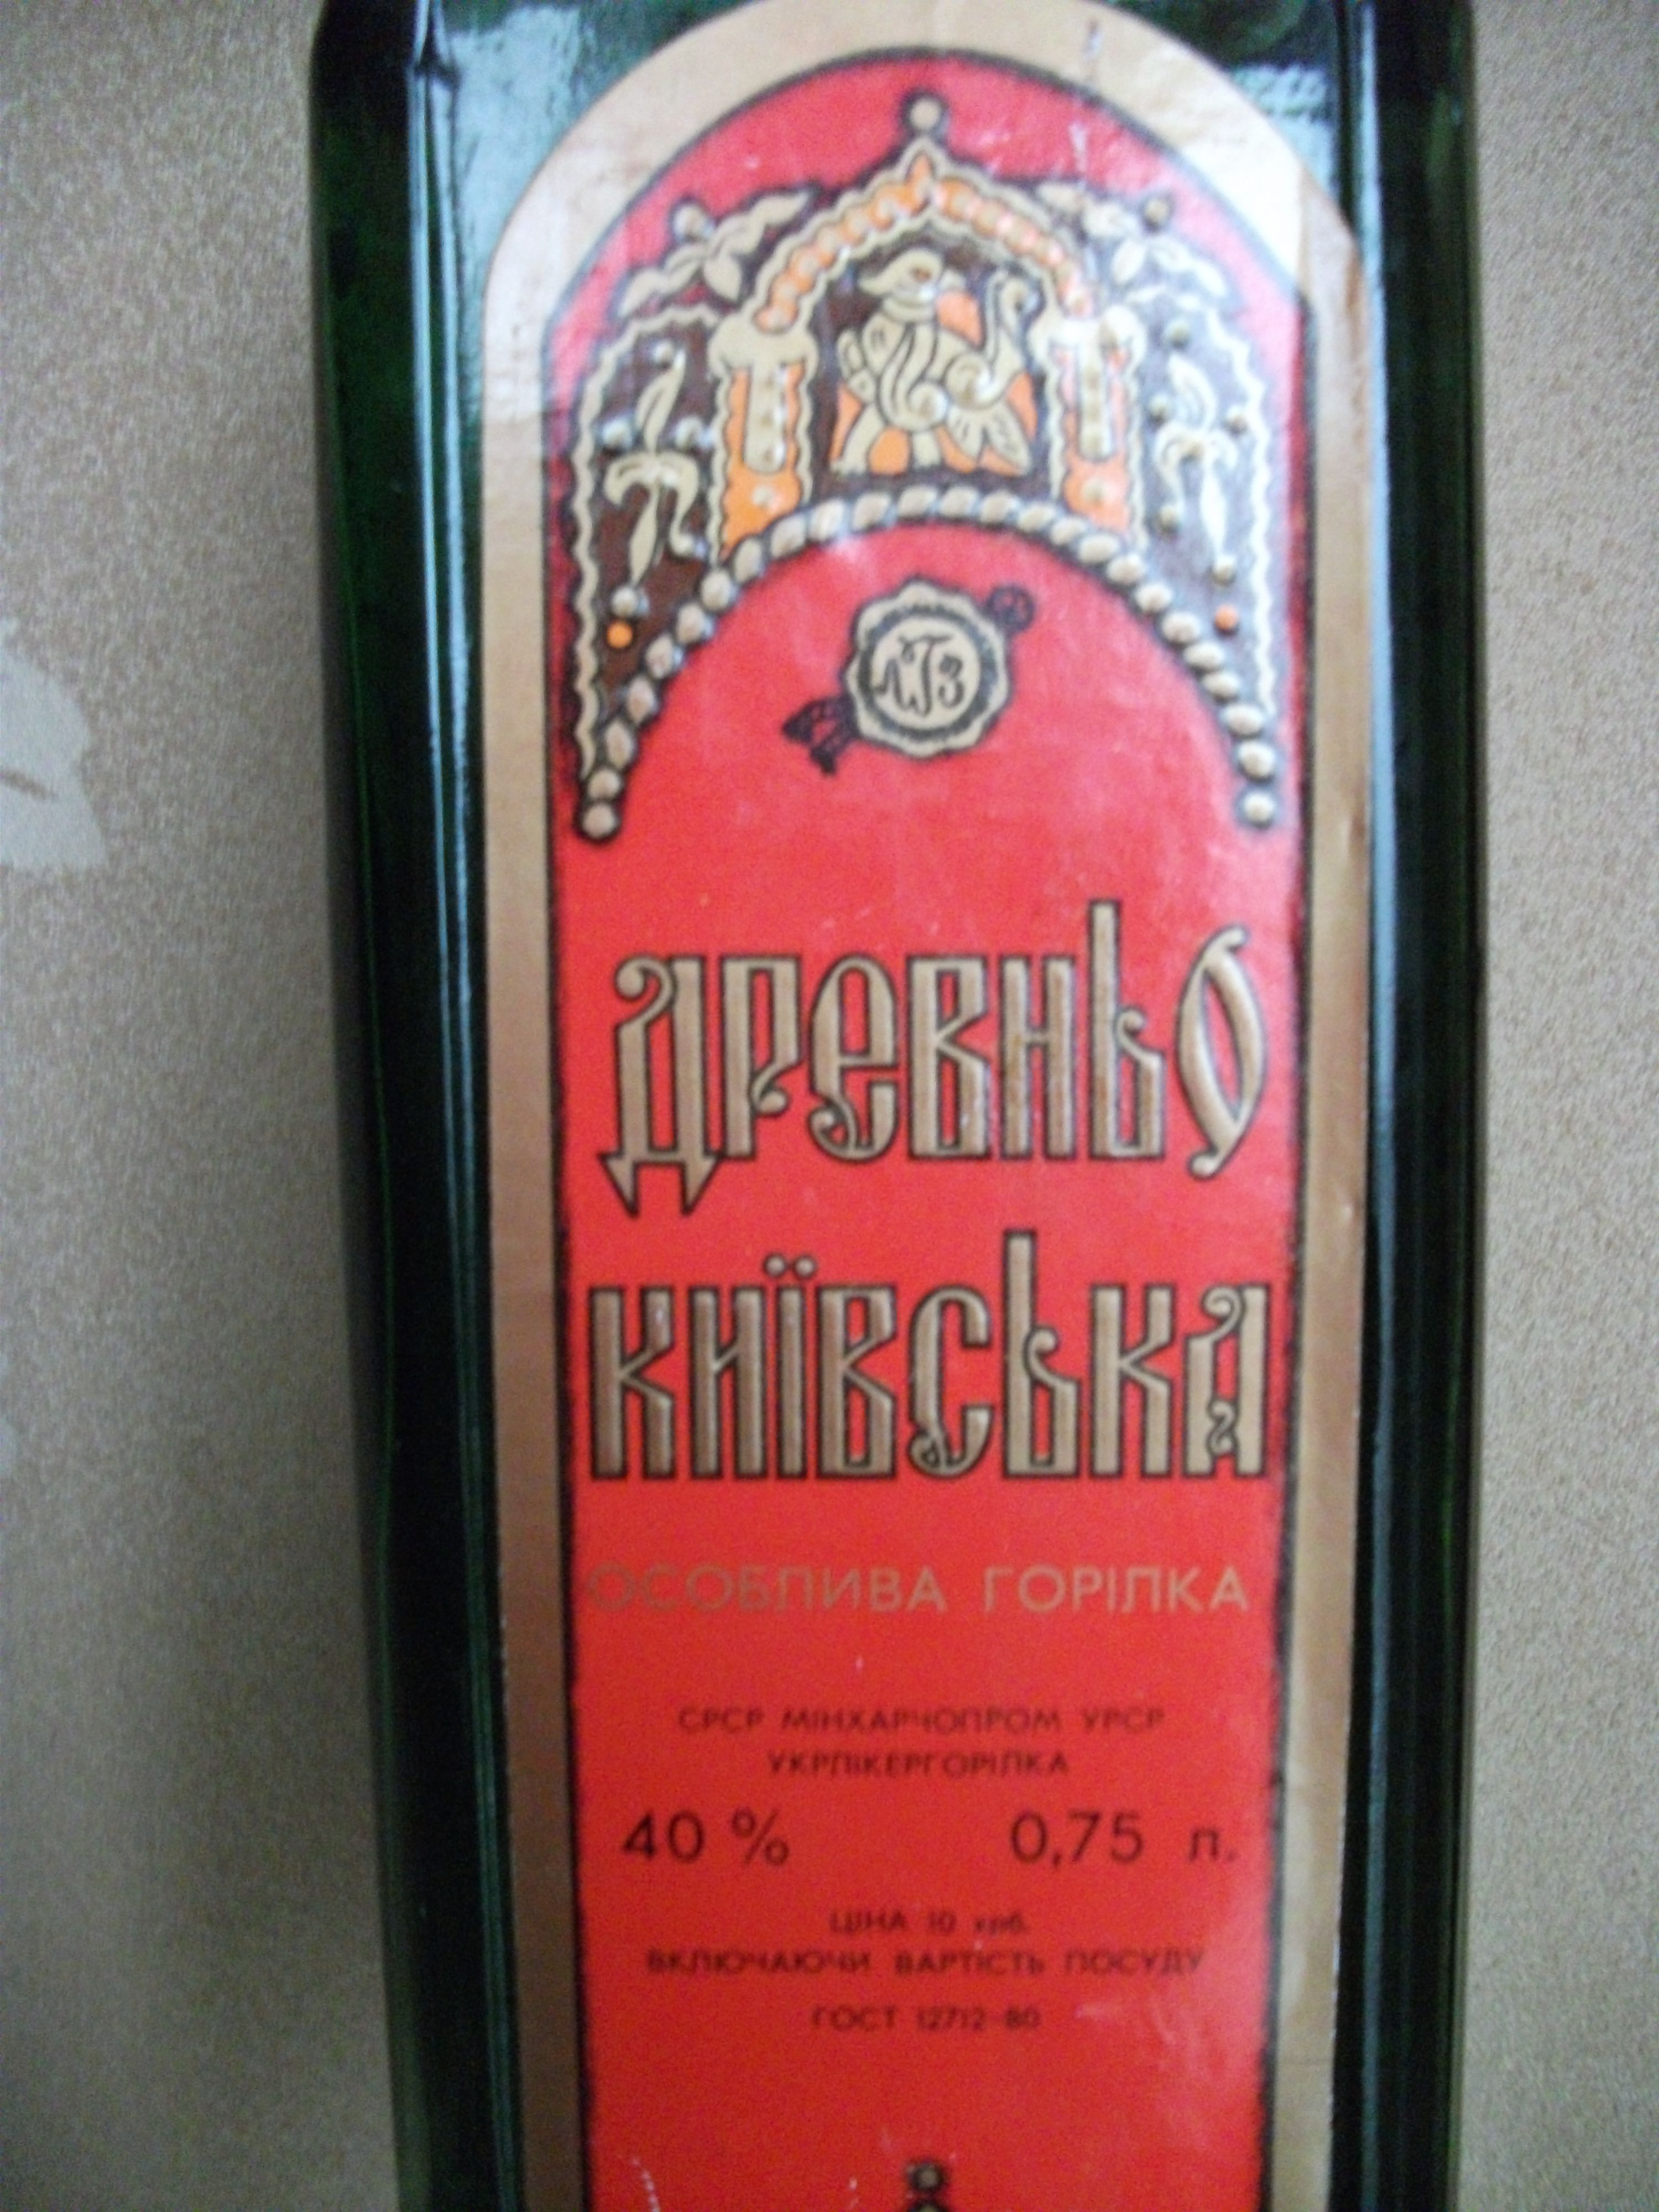 ЛГЗ
ДРЕВНЬО
КИЇВСЬКА
ОСОБЛИВА ГОРІЛКА
СРСР МІНХАРЧОПРОМ УРСР
УКРЛІКЕРГОРІЛКА
40 % 0,75 л.
ЦІНА 10 крб.
ВКЛЮЧАЮЧИ ВАРТІСТЬ ПОСУДУ
ГОСТ 12712-80